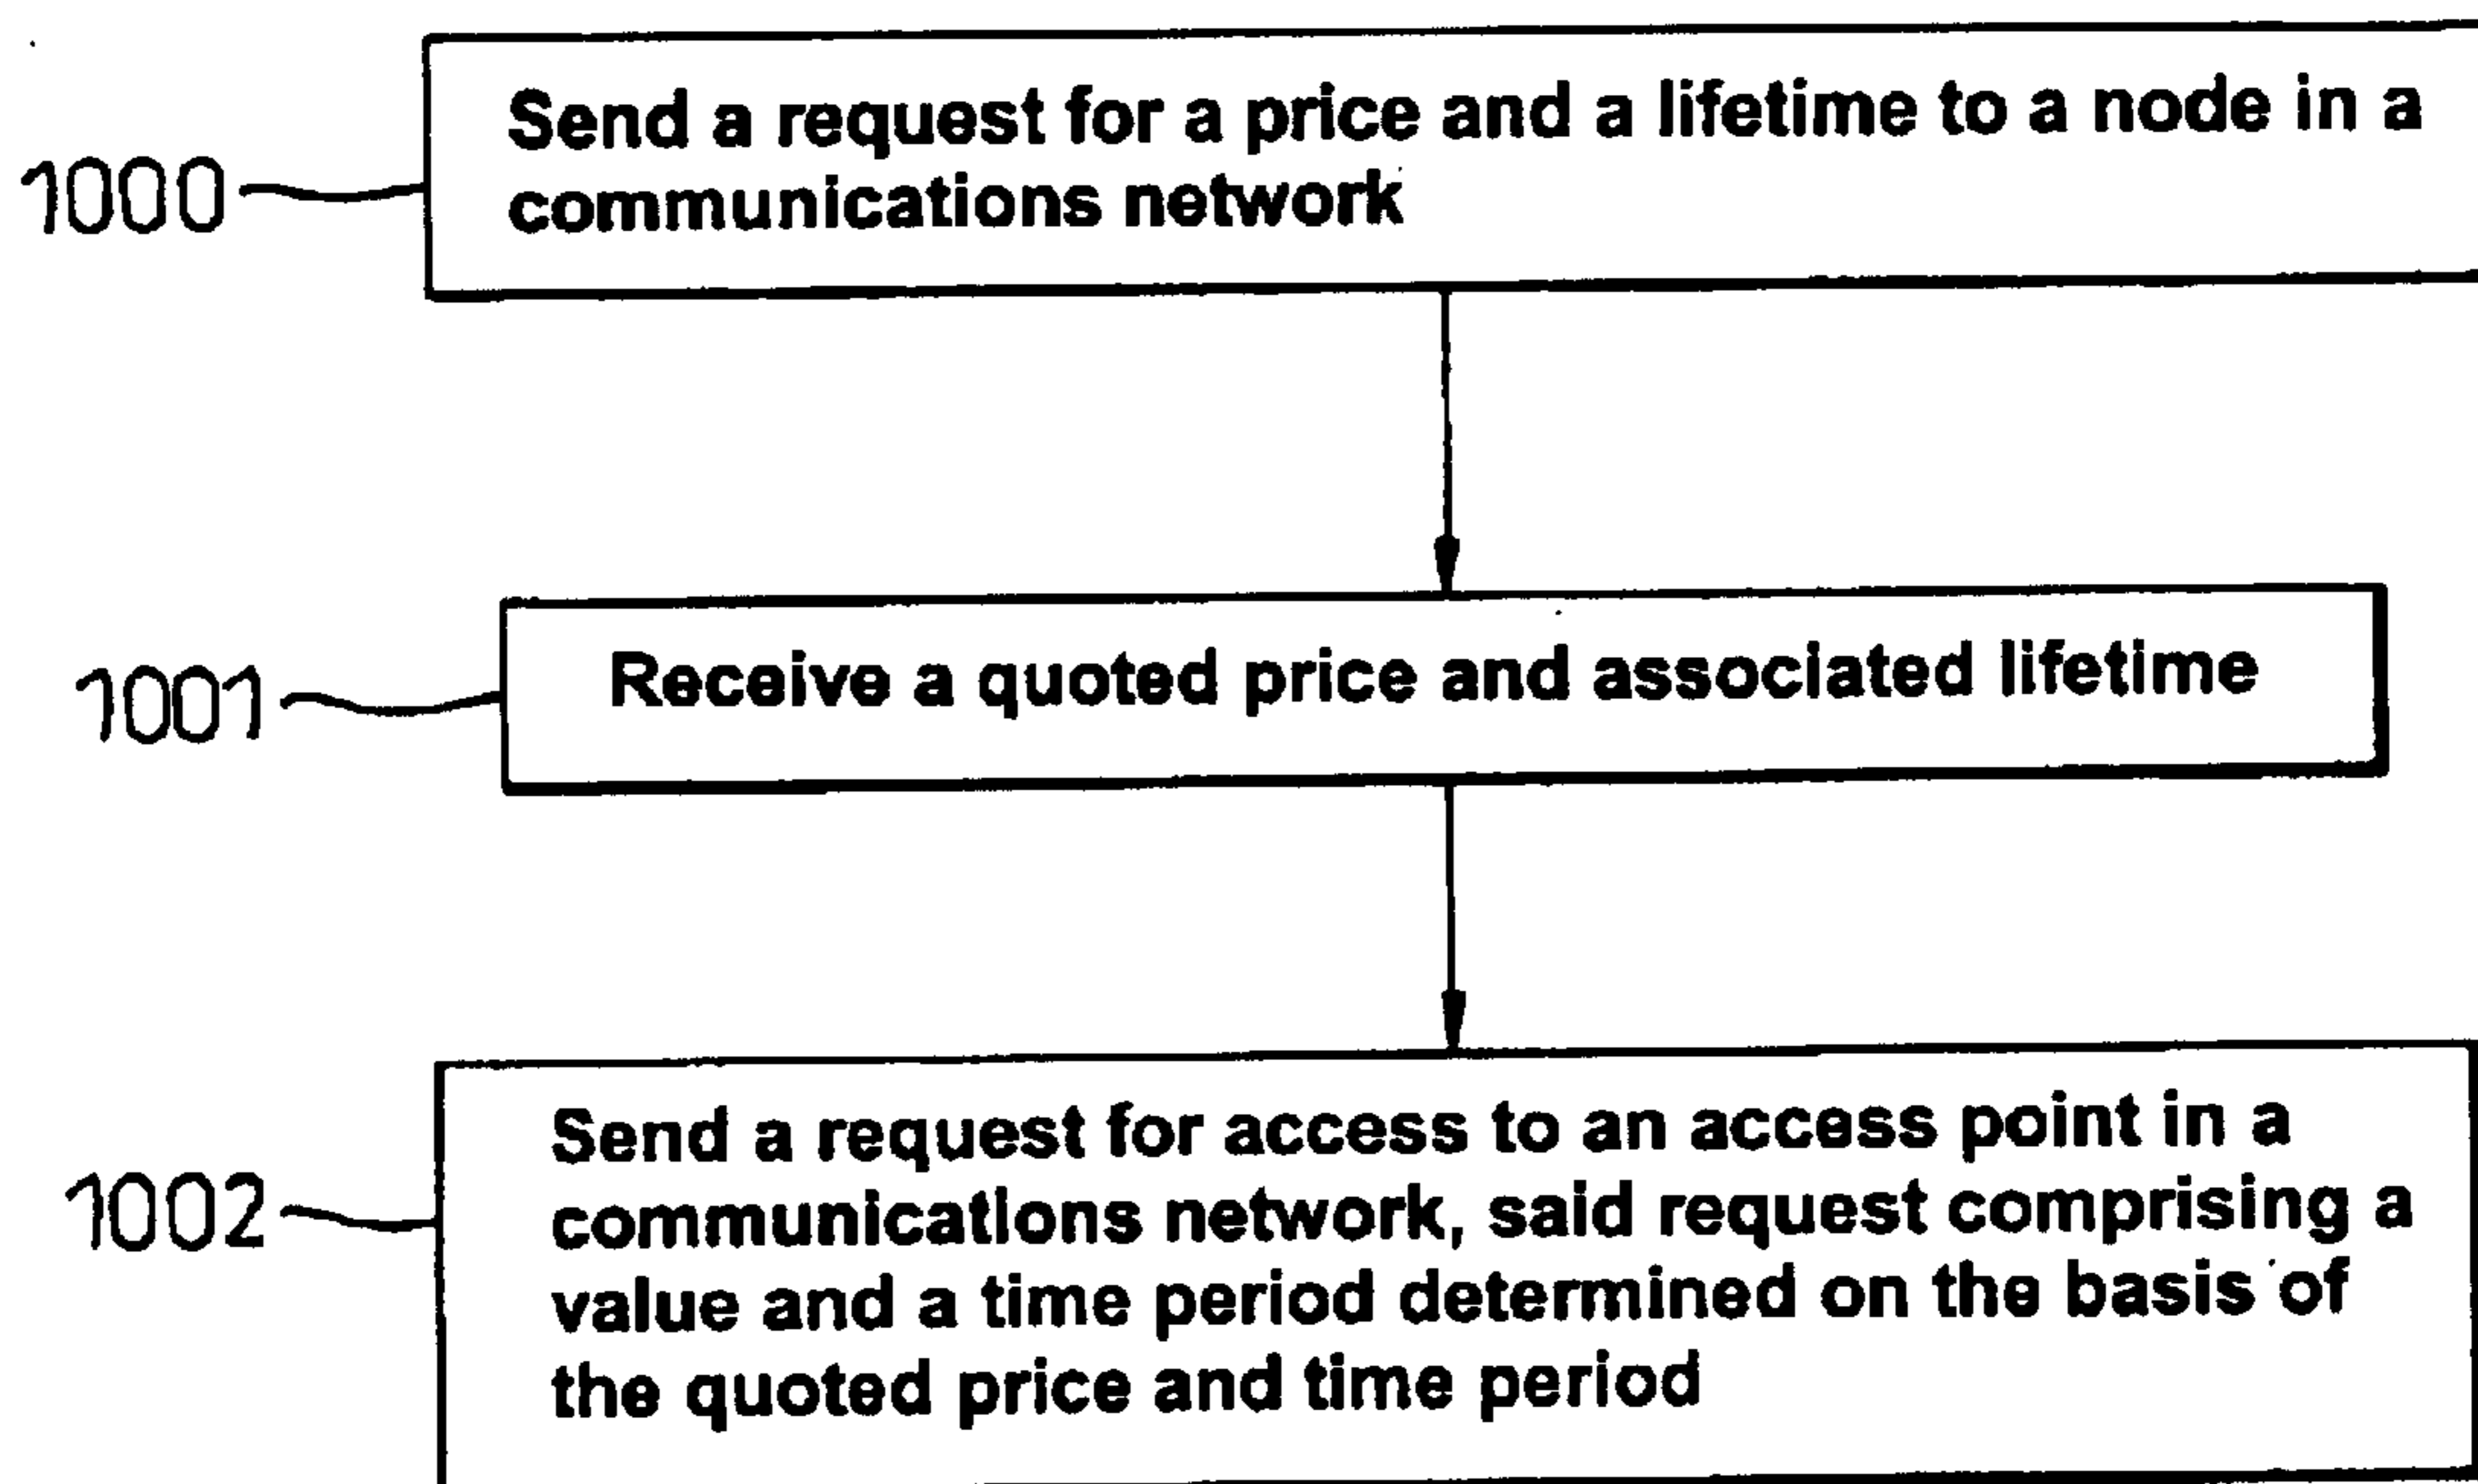 Send a request for a price and a lifetime to a node in a
1000
communications network
1001
Receive a quoted price and associated lifetime
Send a request for access to an access point in a
1002
communications network, said request comprising a
value and a time period determined on the basis of
the quoted price and time period